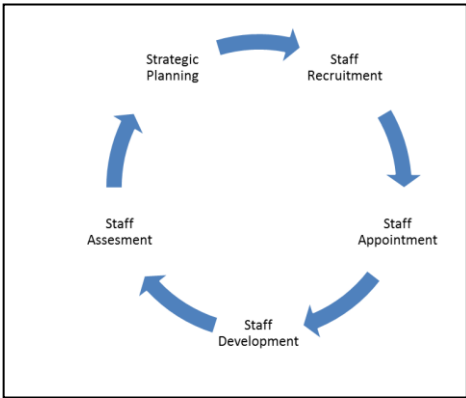 Strategic
Planning
Staff
Recruitment
Staff
Appointment
Staff
Development
Staff
Assesment